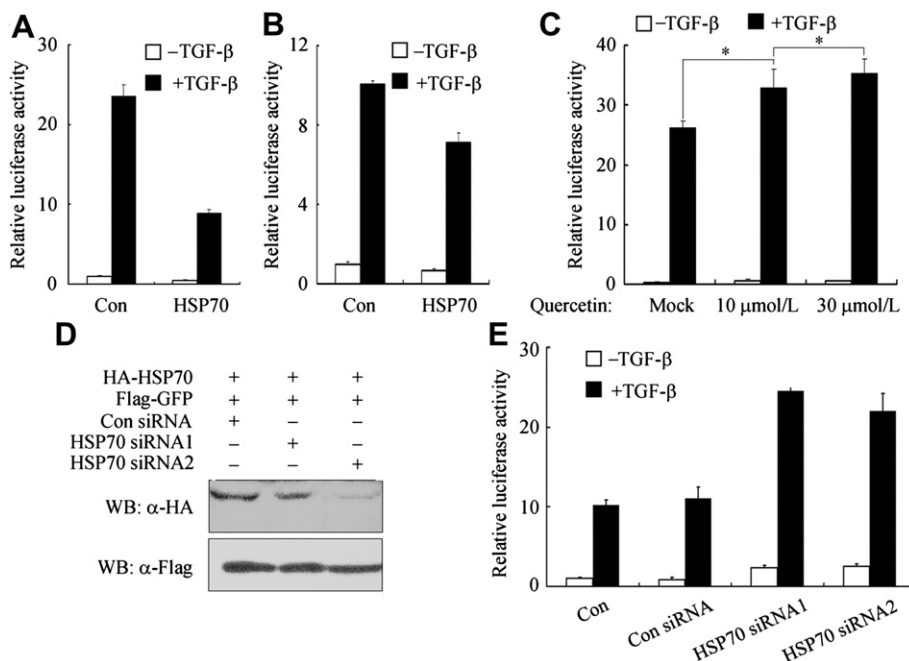 A
Relative luciferase activity
30
20
10
0
–TGF-β
+TGF-β
Con
HSP70
B
Relative luciferase activity
12
8
4
0
–TGF-β
+TGF-β
Con
HSP70
C
–TGF-β
+TGF-β
Relative luciferase activity
40
30
20
10
0
*
*
Quercetin:
Mock
10 μmol/L
30 μmol/L
D
HA-HSP70 + + +
Flag-GFP + + +
Con siRNA + – –
HSP70 siRNA1 – + –
HSP70 siRNA2 – – +
WB: α-HA
WB: α-Flag
E
Relative luciferase activity
30
20
10
0
–TGF-β
+TGF-β
Con
Con siRNA
HSP70 siRNA1
HSP70 siRNA2